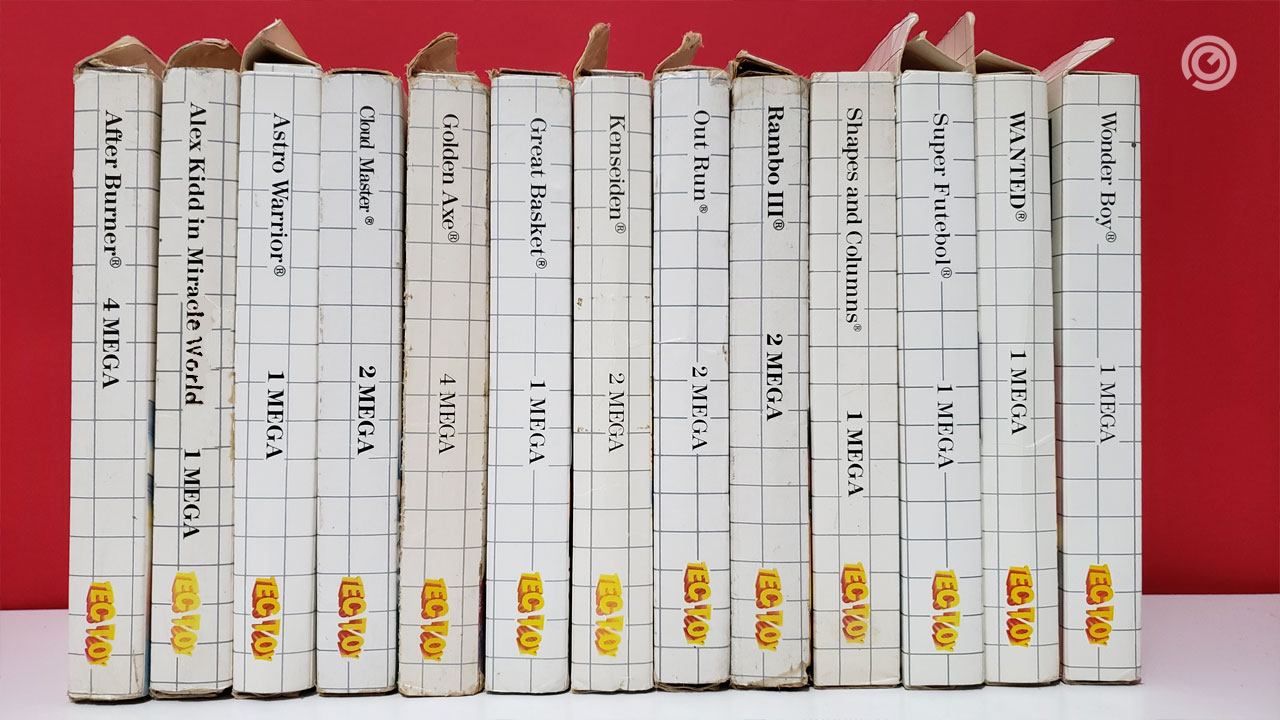 After Burner® 4 MEGA TEC TOY
Alex Kidd in Miracle World 1 MEGA TEC TOY
Astro Warrior® 1 MEGA TEC TOY
Cloud Master® 2 MEGA TEC TOY
Golden Axe® 4 MEGA TEC TOY
Great Basket® 1 MEGA TEC TOY
Kenseiden® 2 MEGA TEC TOY
Out Run® 2 MEGA TEC TOY
Rambo III® 2 MEGA TEC TOY
Shapes and Columns® 1 MEGA TEC TOY
Super Futebol® 1 MEGA TEC TOY
WANTED® 1 MEGA TEC TOY
Wonder Boy® 1 MEGA TEC TOY